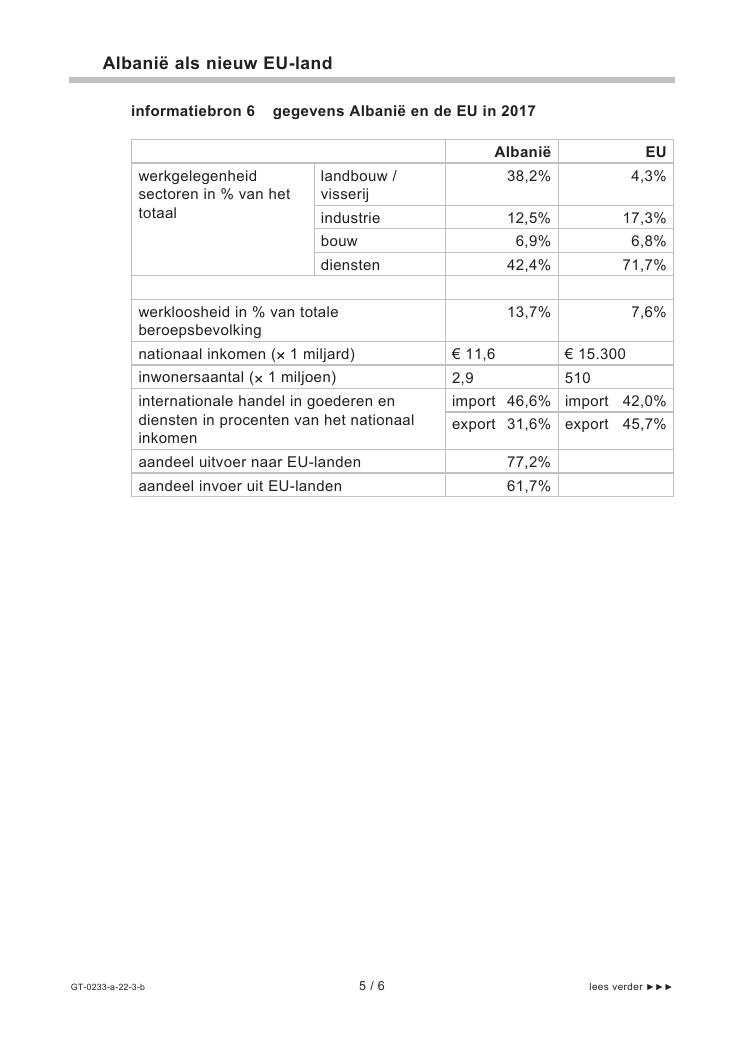 Albanië als nieuw EU-land
informatiebron 6 gegevens Albanië en de EU in 2017
Albanië EU
werkgelegenheid sectoren in % van het totaal landbouw / visserij 38,2% 4,3%
industrie 12,5% 17,3%
bouw 6,9% 6,8%
diensten 42,4% 71,7%
werkloosheid in % van totale beroepsbevolking 13,7% 7,6%
nationaal inkomen (× 1 miljard) € 11,6 € 15.300
inwonersaantal (× 1 miljoen) 2,9 510
internationale handel in goederen en diensten in procenten van het nationaal inkomen import 46,6% import 42,0%
export 31,6% export 45,7%
aandeel uitvoer naar EU-landen 77,2%
aandeel invoer uit EU-landen 61,7%
GT-0233-a-22-3-b 5 / 6 lees verder ►►►